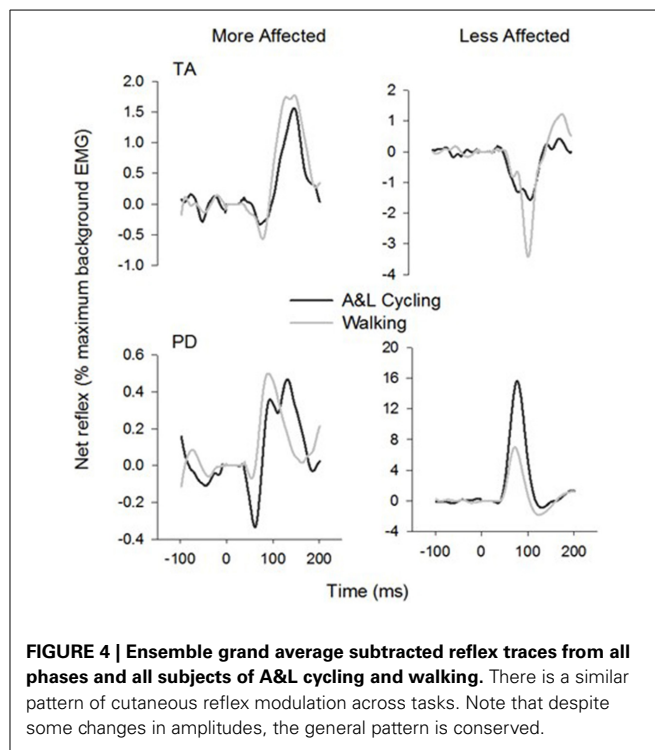 More Affected
Less Affected
TA
2.0
1.5
1.0
0.5
0.0
-0.5
-1.0
2
1
0
-1
-2
-3
-4
Net reflex (% maximum background EMG)
A&L Cycling
Walking
PD
0.6
0.4
0.2
0.0
-0.2
-0.4
20
16
12
8
4
0
-4
-100 0 100 200
-100 0 100 200
Time (ms)
FIGURE 4 | Ensemble grand average subtracted reflex traces from all
phases and all subjects of A&L cycling and walking. There is a similar
pattern of cutaneous reflex modulation across tasks. Note that despite
some changes in amplitudes, the general pattern is conserved.